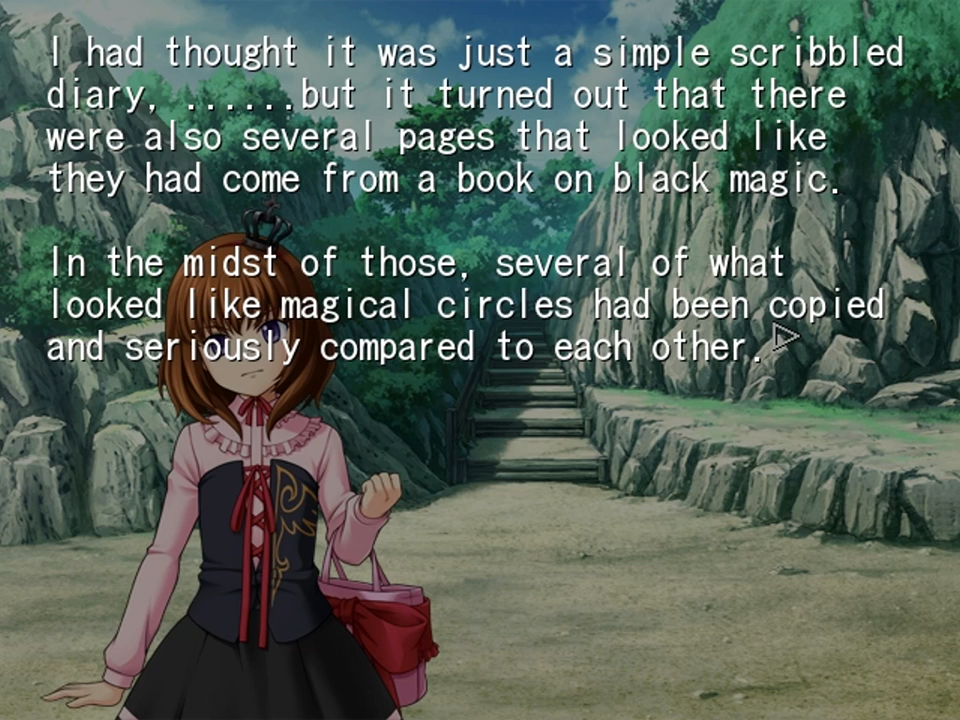 I had thought it was just a simple scribbled
diary, ......but it turned out that there
were also several pages that looked like
they had come from a book on black magic.
In the midst of those, several of what
looked like magical circles had been copied
and seriously compared to each other.